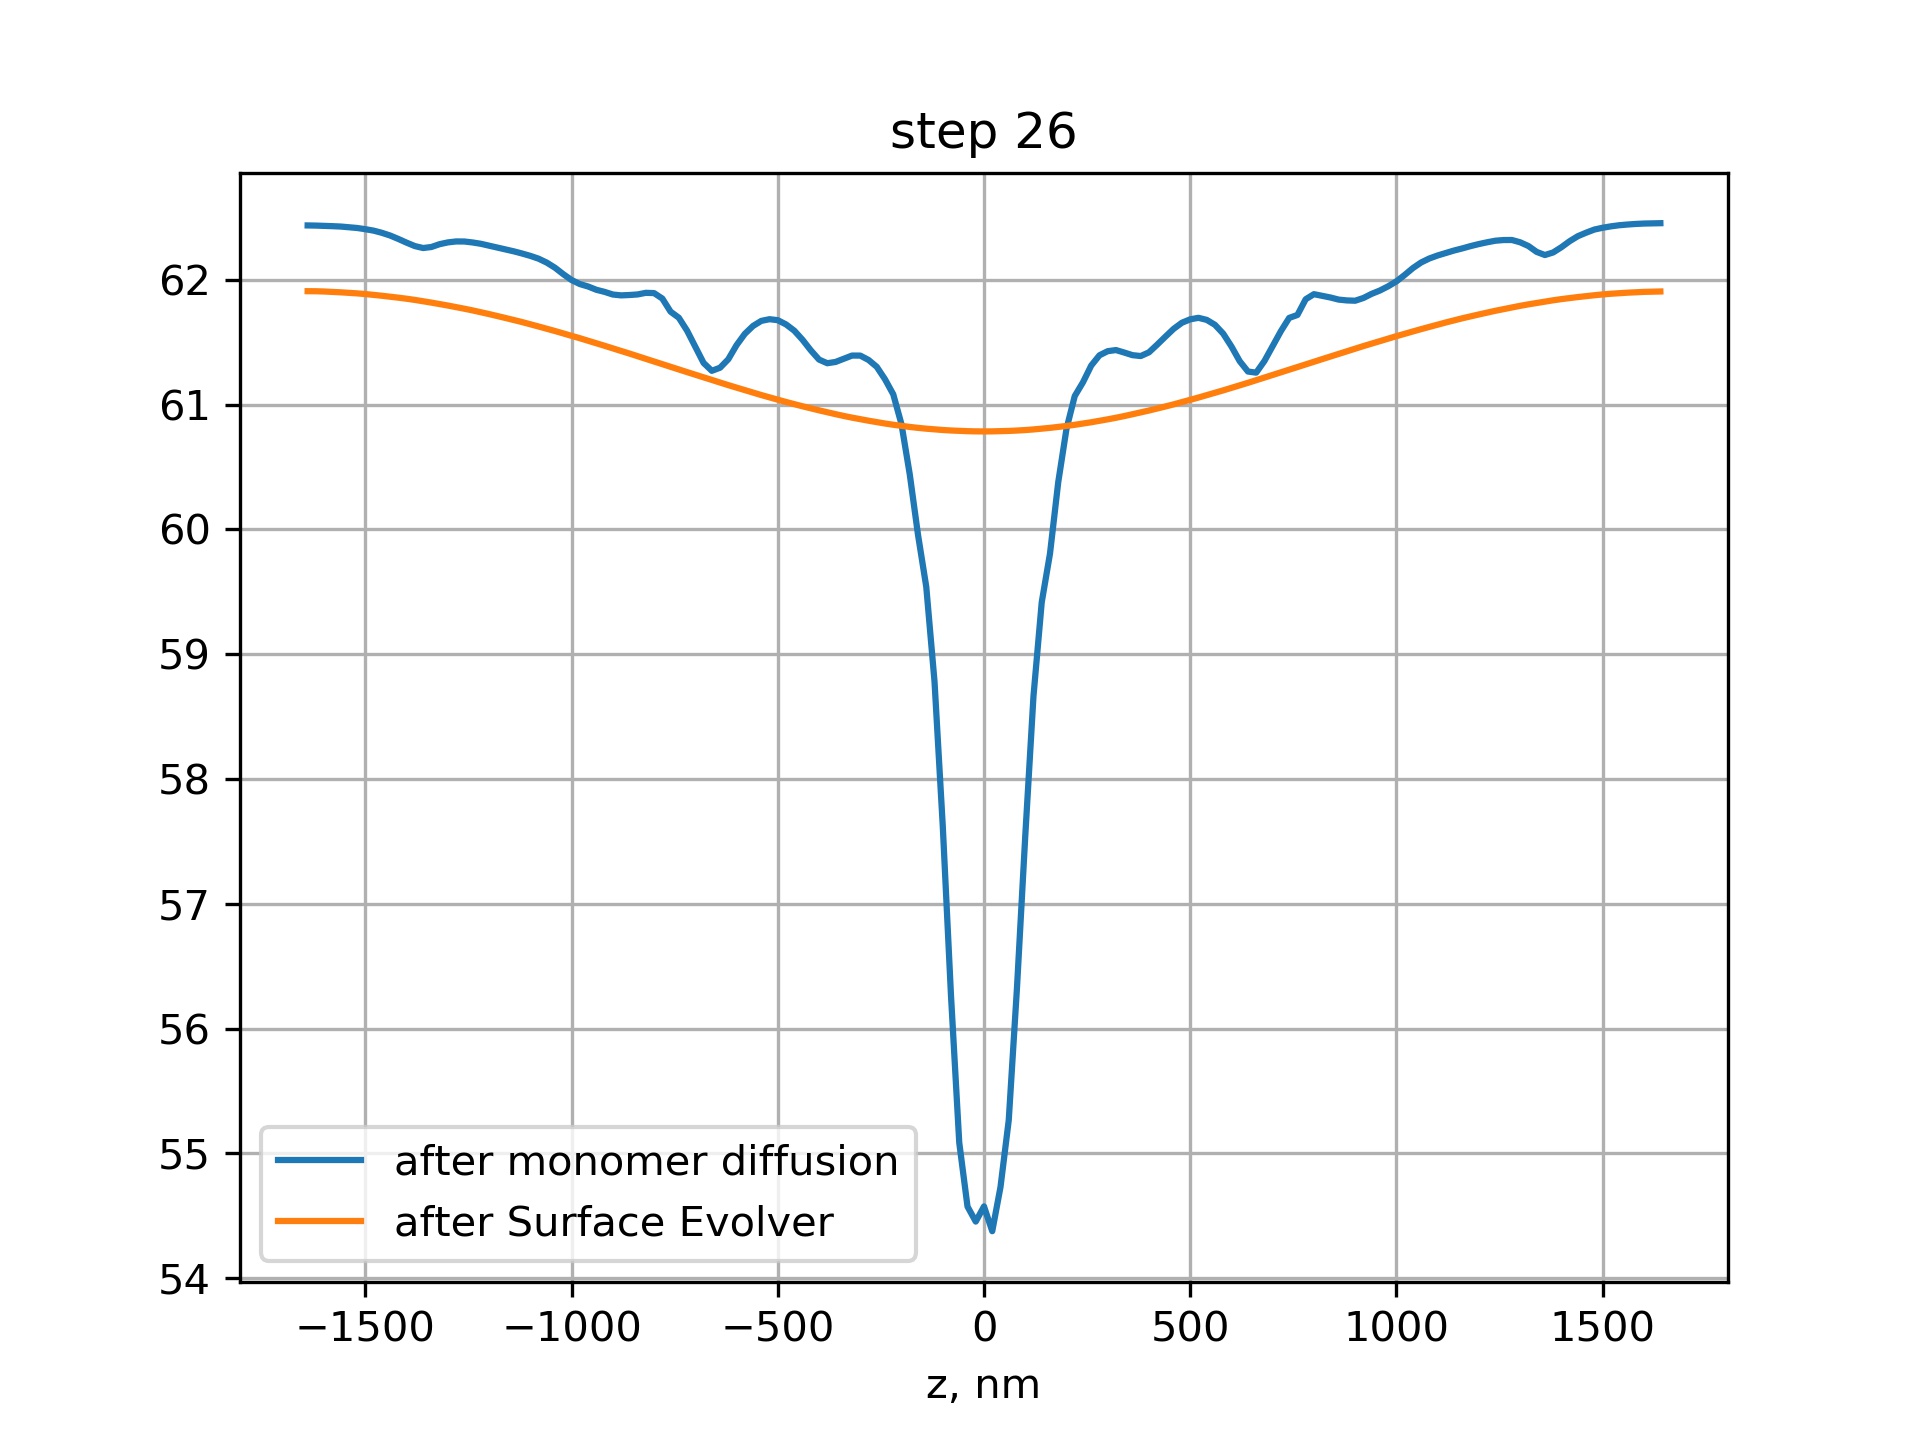 step 26
62
61
60
59
58
57
56
55
54
after monomer diffusion
after Surface Evolver
−1500 −1000 −500 0 500 1000 1500
z, nm